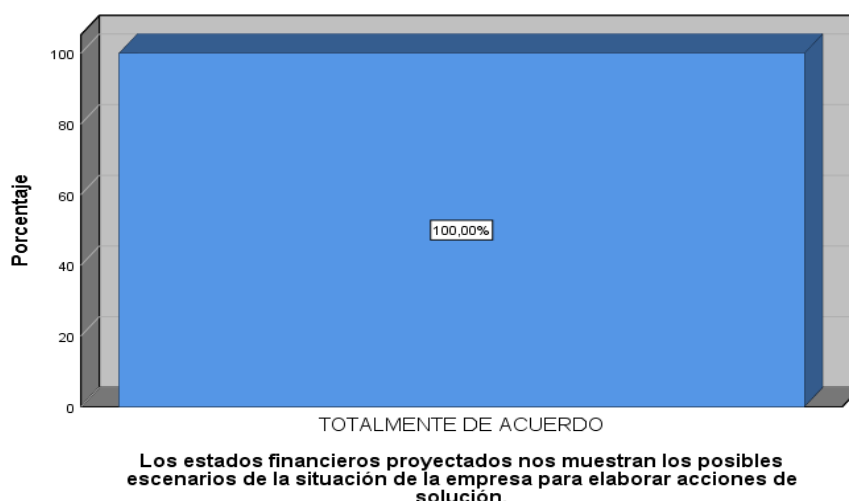 100
80
60
40
20
0
Porcentaje
100,00%
TOTALMENTE DE ACUERDO
Los estados financieros proyectados nos muestran los posibles
escenarios de la situación de la empresa para elaborar acciones de
solución.